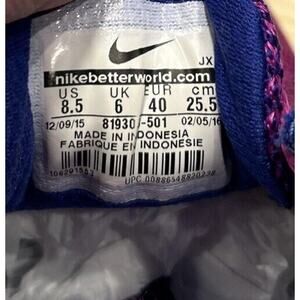 JX
nikebetterworld.com
US UK EUR cm
8.5 6 40 25.5
12/09/15 81930 -501 02/05/16
MADE IN INDONESIA
FABRIQUE EN INDONESIE
UPC